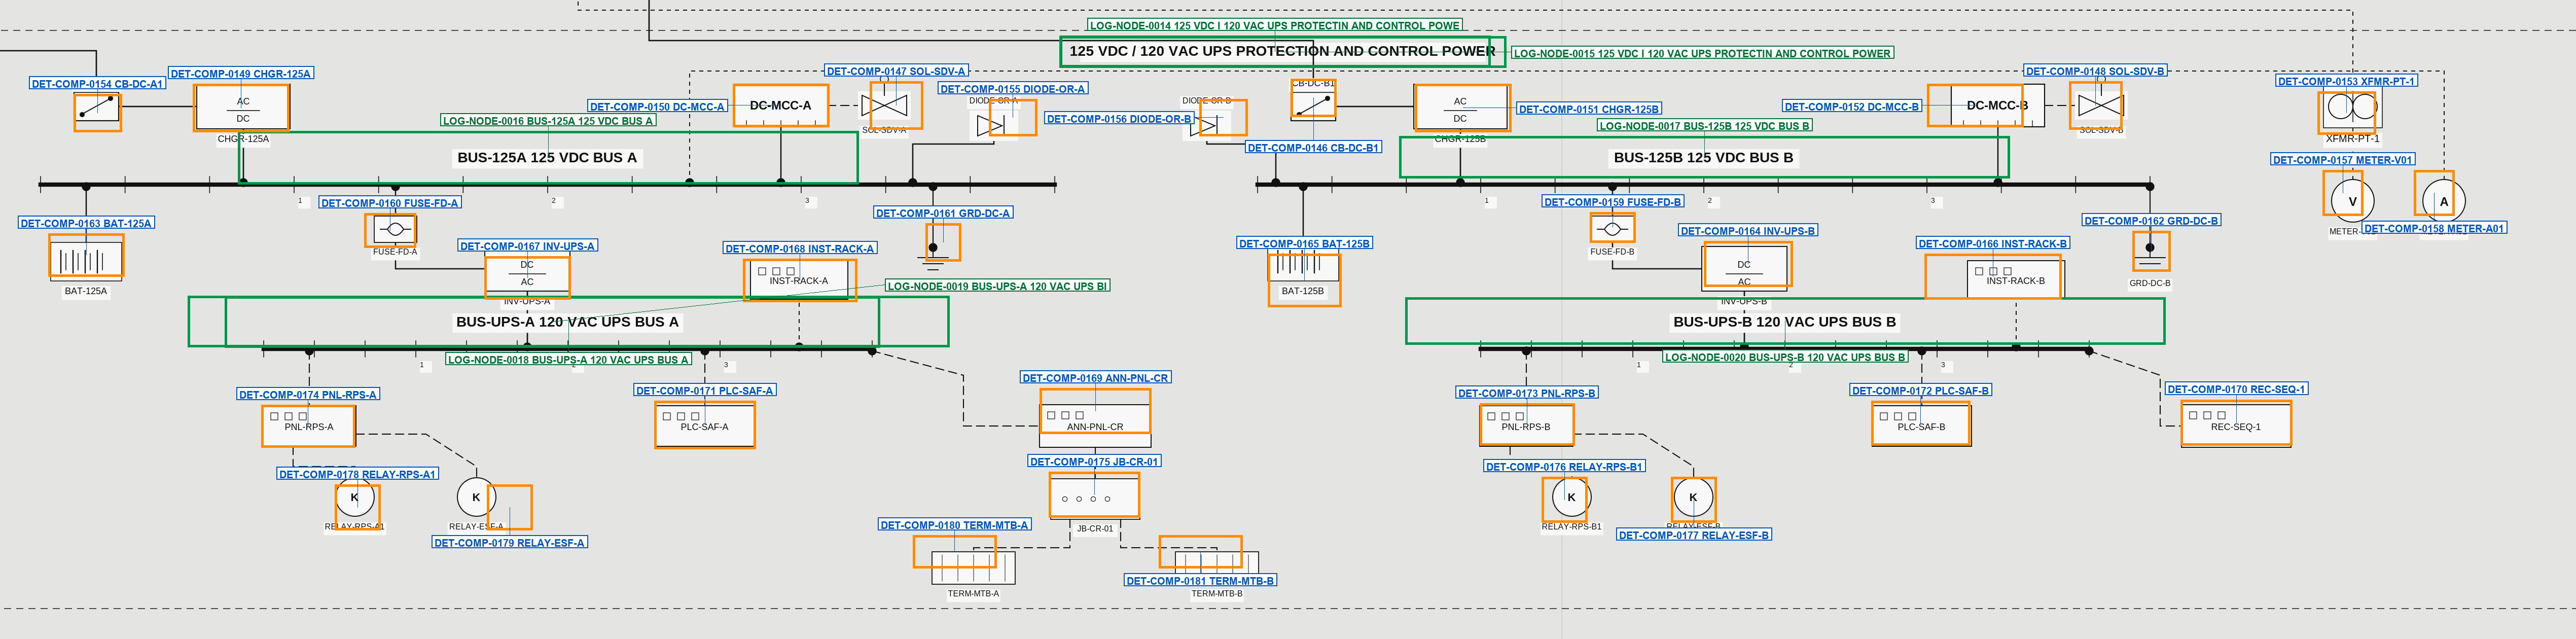 LOG-NODE-0014 125 VDC I 120 VAC UPS PROTECTIN AND CONTROL POWE
125 VDC / 120 VAC UPS PROTECTION AND CONTROL POWER
LOG-NODE-0015 125 VDC I 120 VAC UPS PROTECTIN AND CONTROL POWER
DET-COMP-0154 CB-DC-A1
DET-COMP-0149 CHGR-125A
AC
DC
CHGR-125A
LOG-NODE-0016 BUS-125A 125 VDC BUS A
BUS-125A 125 VDC BUS A
DET-COMP-0150 DC-MCC-A
DC-MCC-A
DET-COMP-0147 SOL-SDV-A
SOL-SDV-A
DET-COMP-0155 DIODE-OR-A
DIODE-OR-A
DET-COMP-0156 DIODE-OR-B
DIODE-OR-B
CB-DC-B1
DET-COMP-0146 CB-DC-B1
AC
DC
CHGR-125B
DET-COMP-0151 CHGR-125B
LOG-NODE-0017 BUS-125B 125 VDC BUS B
BUS-125B 125 VDC BUS B
DET-COMP-0152 DC-MCC-B
DC-MCC-B
DET-COMP-0148 SOL-SDV-B
SOL-SDV-B
DET-COMP-0153 XFMR-PT-1
XFMR-PT-1
DET-COMP-0157 METER-V01
V
A
DET-COMP-0158 METER-A01
1
2
3
1
2
3
DET-COMP-0163 BAT-125A
BAT-125A
DET-COMP-0160 FUSE-FD-A
FUSE-FD-A
DET-COMP-0167 INV-UPS-A
DC
AC
INV-UPS-A
DET-COMP-0168 INST-RACK-A
INST-RACK-A
DET-COMP-0161 GRD-DC-A
LOG-NODE-0019 BUS-UPS-A 120 VAC UPS BI
BUS-UPS-A 120 VAC UPS BUS A
LOG-NODE-0018 BUS-UPS-A 120 VAC UPS BUS A
1
2
3
DET-COMP-0165 BAT-125B
BAT-125B
DET-COMP-0159 FUSE-FD-B
FUSE-FD-B
DET-COMP-0164 INV-UPS-B
DC
AC
INV-UPS-B
DET-COMP-0166 INST-RACK-B
INST-RACK-B
DET-COMP-0162 GRD-DC-B
GRD-DC-B
BUS-UPS-B 120 VAC UPS BUS B
LOG-NODE-0020 BUS-UPS-B 120 VAC UPS BUS B
1
2
3
DET-COMP-0174 PNL-RPS-A
PNL-RPS-A
DET-COMP-0171 PLC-SAF-A
PLC-SAF-A
DET-COMP-0169 ANN-PNL-CR
ANN-PNL-CR
DET-COMP-0173 PNL-RPS-B
PNL-RPS-B
DET-COMP-0172 PLC-SAF-B
PLC-SAF-B
DET-COMP-0170 REC-SEQ-1
REC-SEQ-1
DET-COMP-0178 RELAY-RPS-A1
K
RELAY-RPS-A1
K
RELAY-ESF-A
DET-COMP-0179 RELAY-ESF-A
DET-COMP-0175 JB-CR-01
JB-CR-01
DET-COMP-0180 TERM-MTB-A
TERM-MTB-A
DET-COMP-0181 TERM-MTB-B
TERM-MTB-B
DET-COMP-0176 RELAY-RPS-B1
K
RELAY-RPS-B1
K
RELAY-ESF-B
DET-COMP-0177 RELAY-ESF-B